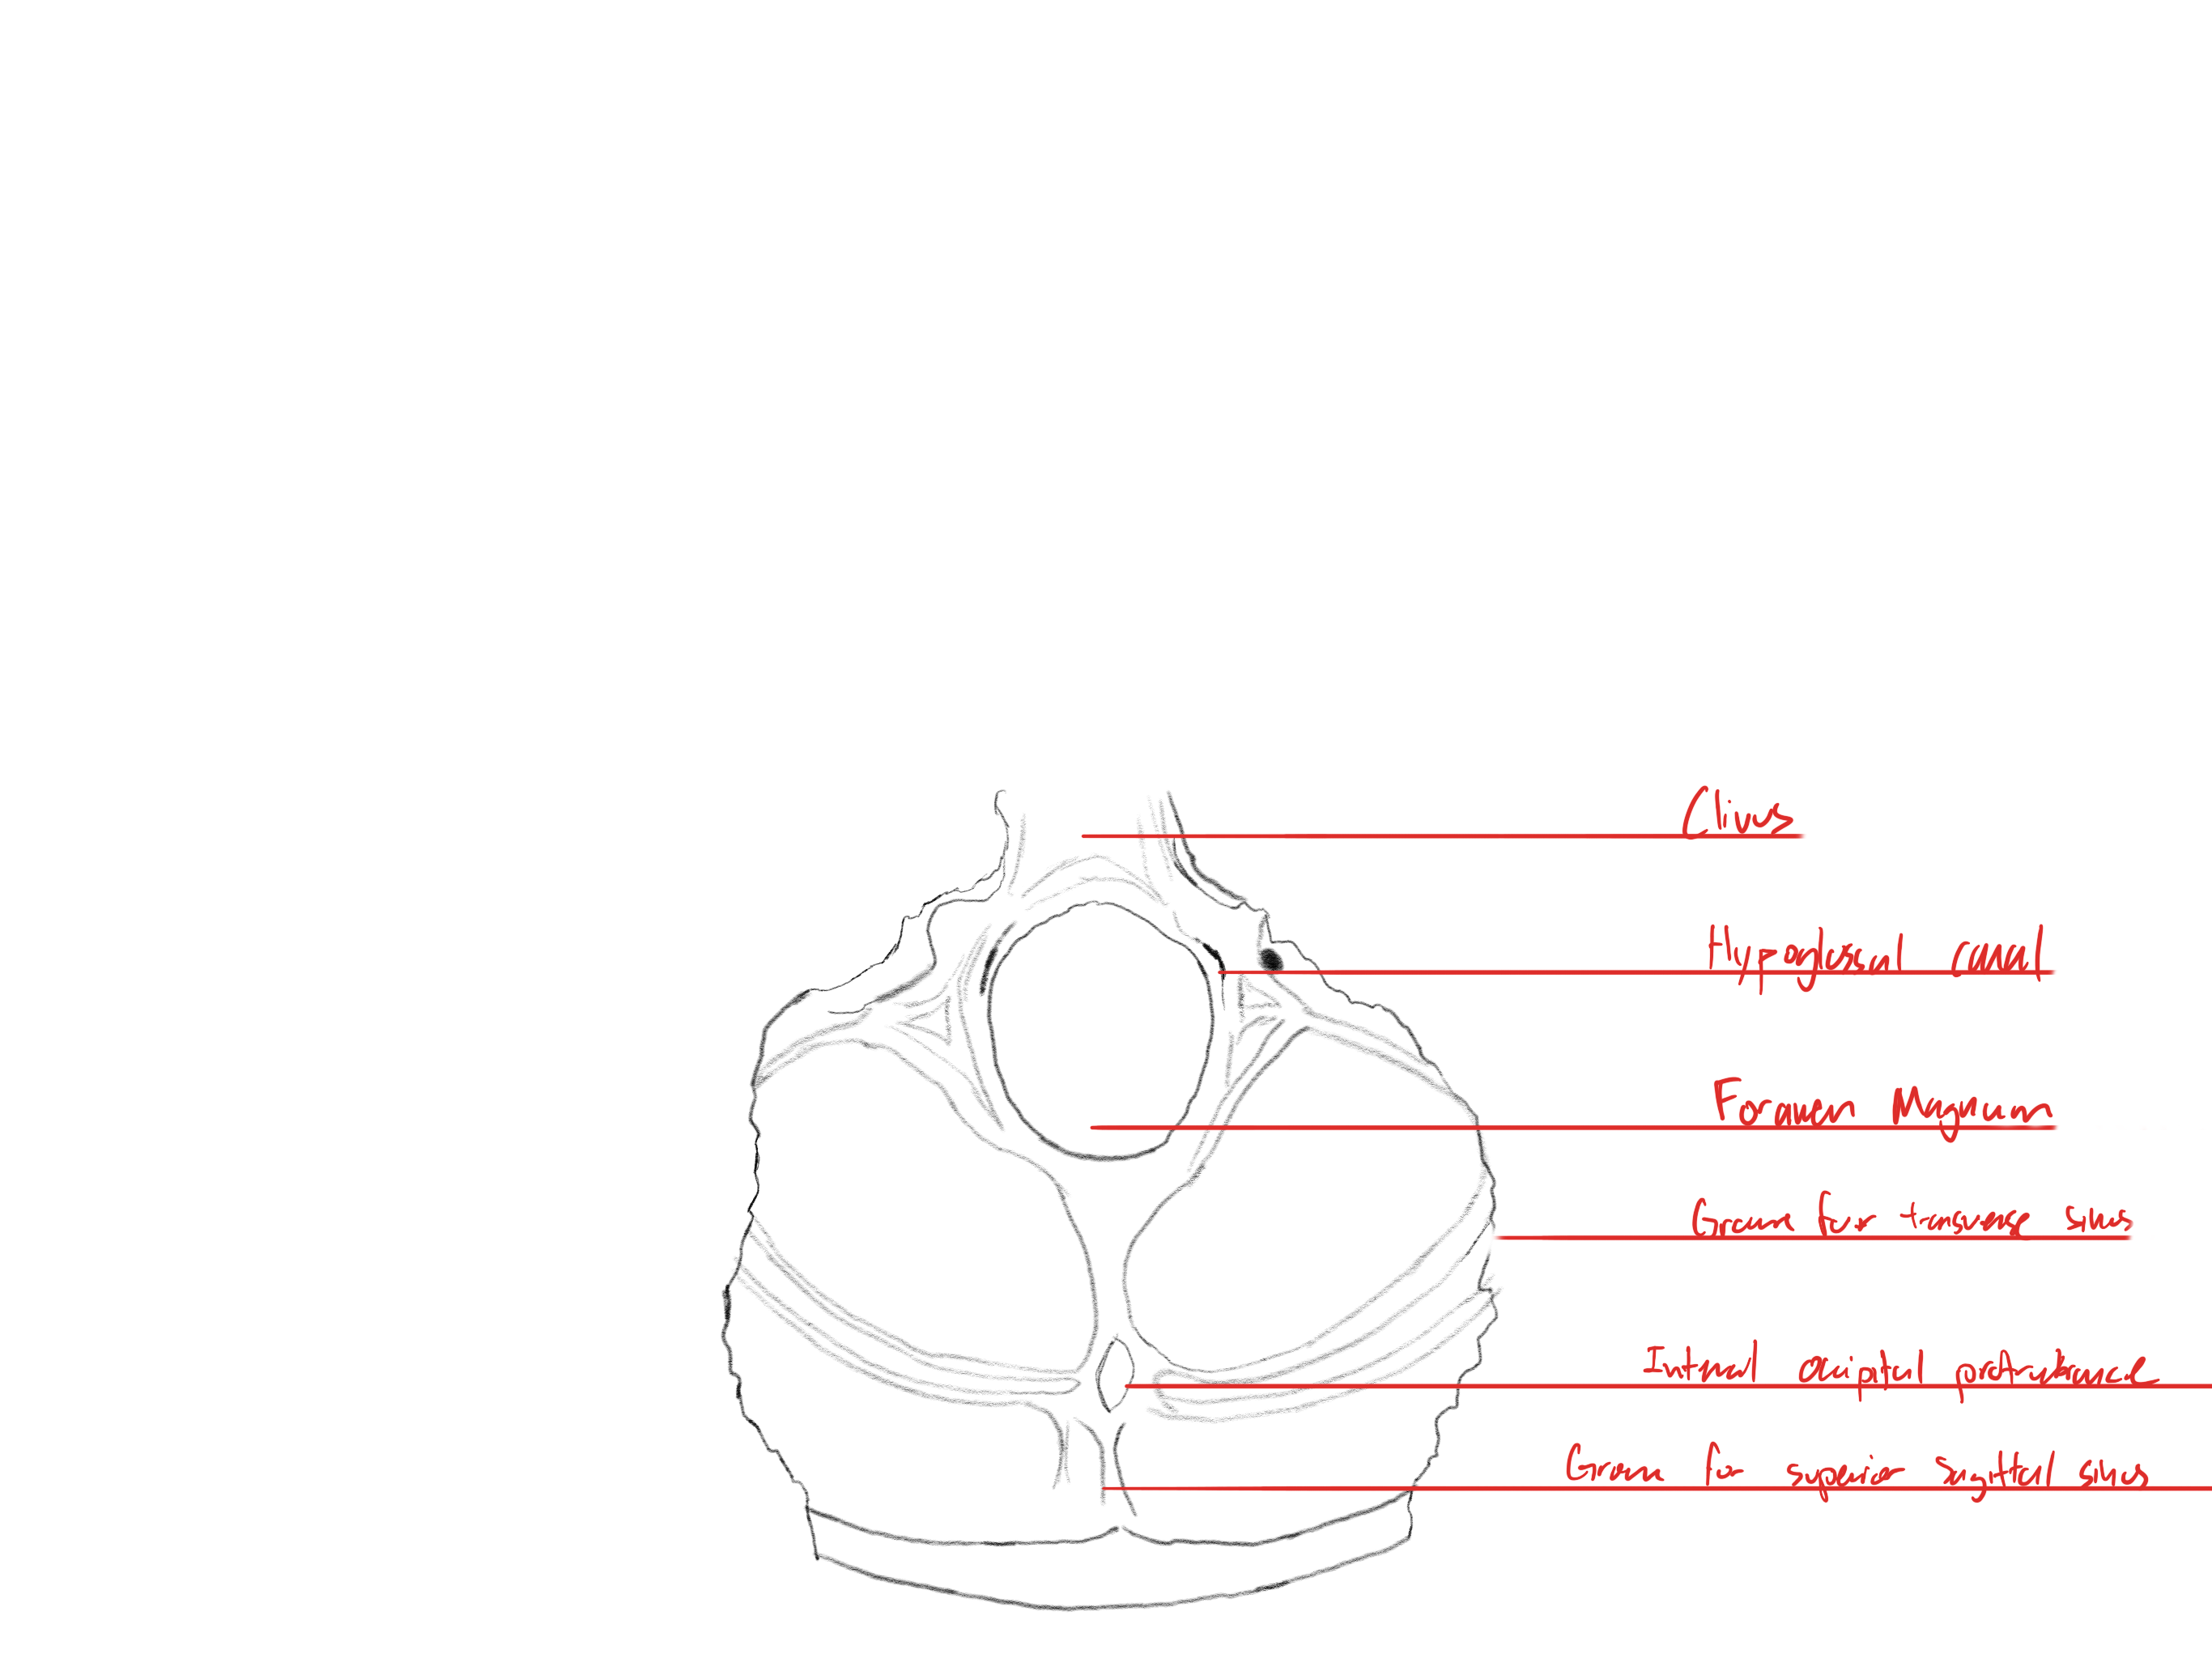 Clivus
Hypoglossal canal
Foramen Magnum
Groove for transverse sinus
Internal occipital protruberance
Groove for superior sagittal sinus